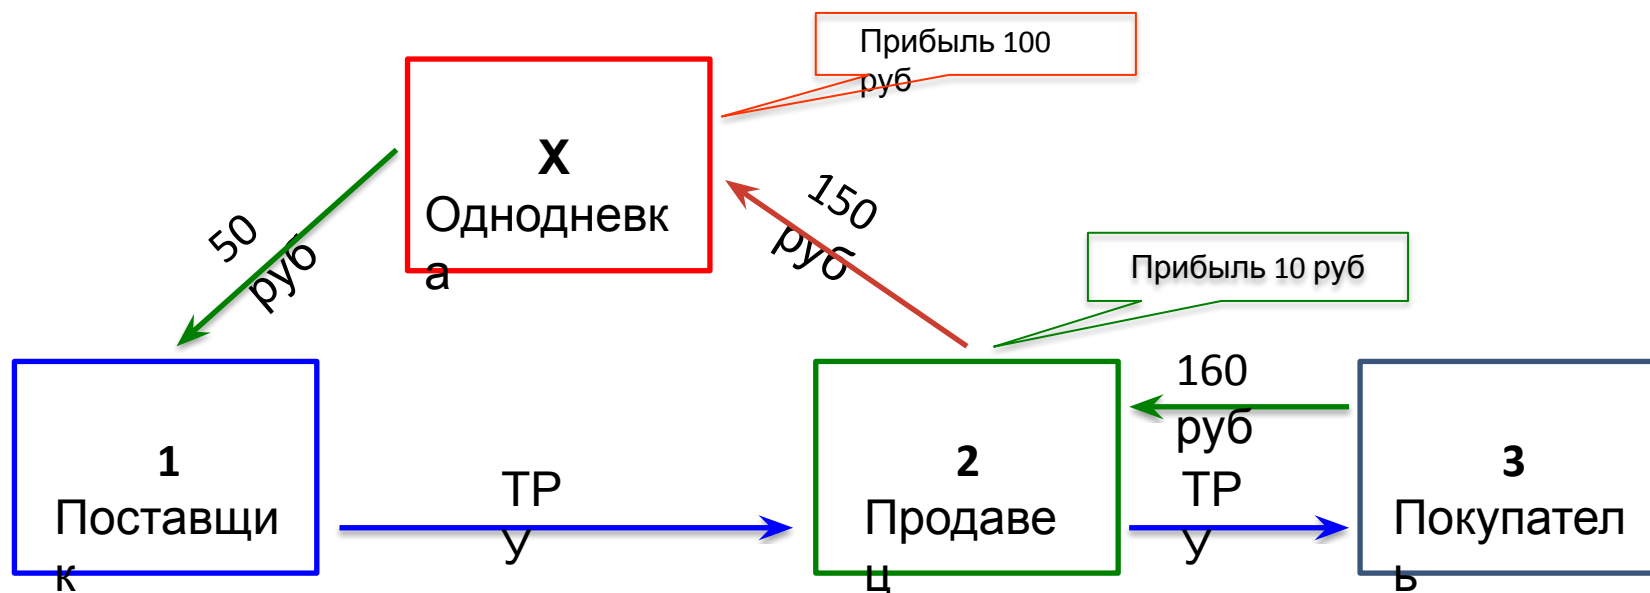 Прибыль 100
руб
X
Однодневк
а
50
руб
150
руб
Прибыль 10 руб
160
руб
1
Поставщи
к
ТР
У
2
Продаве
ц
ТР
У
3
Покупател
ь